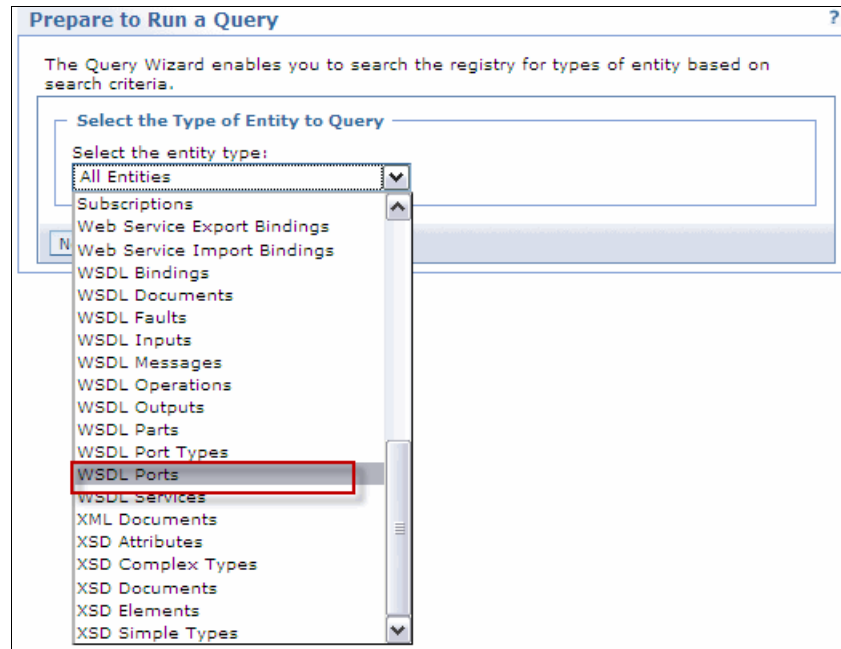 Prepare to Run a Query
?
The Query Wizard enables you to search the registry for types of entity based on
search criteria.
Select the Type of Entity to Query
Select the entity type:
All Entities
Subscriptions
Web Service Export Bindings
Web Service Import Bindings
WSDL Bindings
WSDL Documents
WSDL Faults
WSDL Inputs
WSDL Messages
WSDL Operations
WSDL Outputs
WSDL Parts
WSDL Port Types
WSDL Ports
WSDL Services
XML Documents
XSD Attributes
XSD Complex Types
XSD Documents
XSD Elements
XSD Simple Types